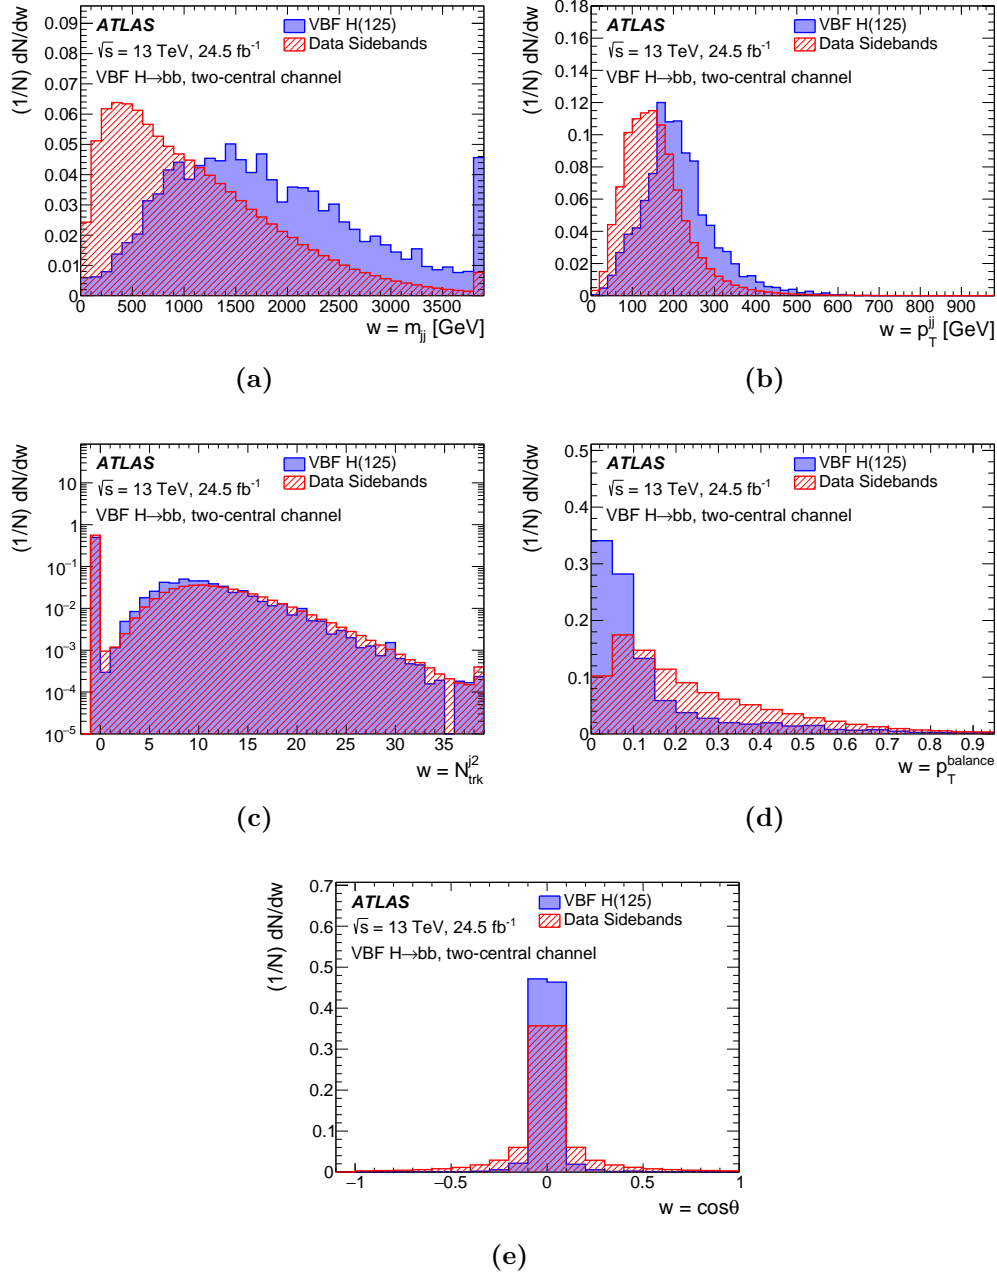 (1/N) dN/dw
0.09
0.08
0.07
0.06
0.05
0.04
0.03
0.02
0.01
0
ATLAS
√s = 13 TeV, 24.5 fb⁻¹
VBF H→bb, two-central channel
VBF H(125)
Data Sidebands
0 500 1000 1500 2000 2500 3000 3500
w = m_jj [GeV]
(a)
(1/N) dN/dw
0.18
0.16
0.14
0.12
0.1
0.08
0.06
0.04
0.02
0
ATLAS
√s = 13 TeV, 24.5 fb⁻¹
VBF H→bb, two-central channel
VBF H(125)
Data Sidebands
0 100 200 300 400 500 600 700 800 900
w = p_T^jj [GeV]
(b)
(1/N) dN/dw
10
1
10⁻¹
10⁻²
10⁻³
10⁻⁴
10⁻⁵
ATLAS
√s = 13 TeV, 24.5 fb⁻¹
VBF H→bb, two-central channel
VBF H(125)
Data Sidebands
0 5 10 15 20 25 30 35
w = N_trk^j2
(c)
(1/N) dN/dw
0.5
0.4
0.3
0.2
0.1
0
ATLAS
√s = 13 TeV, 24.5 fb⁻¹
VBF H→bb, two-central channel
VBF H(125)
Data Sidebands
0 0.1 0.2 0.3 0.4 0.5 0.6 0.7 0.8 0.9
w = p_T^balance
(d)
(1/N) dN/dw
0.7
0.6
0.5
0.4
0.3
0.2
0.1
0
ATLAS
√s = 13 TeV, 24.5 fb⁻¹
VBF H→bb, two-central channel
VBF H(125)
Data Sidebands
−1 −0.5 0 0.5 1
w = cosθ
(e)